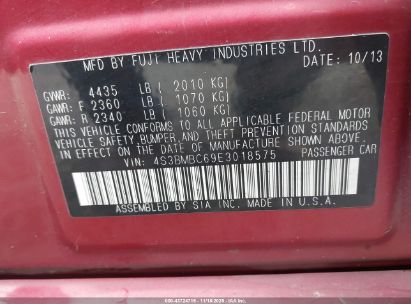 MFD BY FUJI HEAVY INDUSTRIES LTD.
DATE: 10/13
GVWR: 4435 LB ( 2010 KG)
GAWR: F 2360 LB ( 1070 KG)
GAWR: R 2340 LB ( 1060 KG)
THIS VEHICLE CONFORMS TO ALL APPLICABLE FEDERAL MOTOR
VEHICLE SAFETY, BUMPER, AND THEFT PREVENTION STANDARDS
IN EFFECT ON THE DATE OF MANUFACTURE SHOWN ABOVE.
VIN: 4S3BMBC69E3018575 PASSENGER CAR
ASSEMBLED BY SIA INC. MADE IN U.S.A.